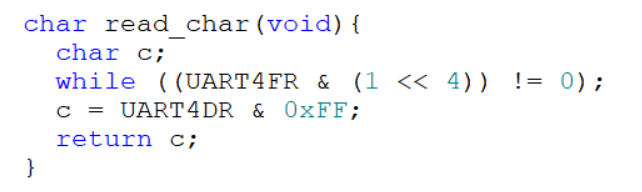 char read_char(void){
  char c;
  while ((UART4FR & (1 << 4)) != 0);
  c = UART4DR & 0xFF;
  return c;
}